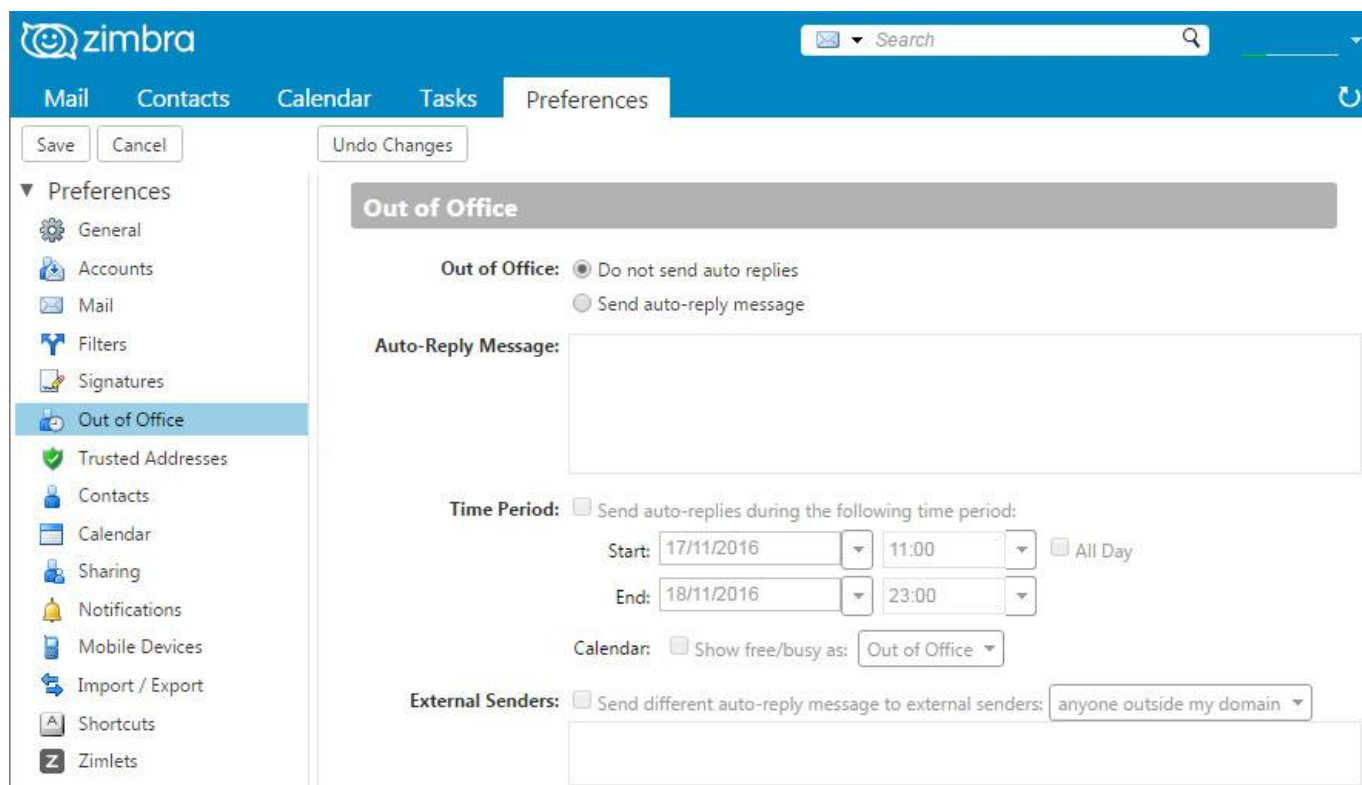 zimbra
Search
Mail Contacts Calendar Tasks Preferences
Save Cancel Undo Changes
Preferences
General
Accounts
Mail
Filters
Signatures
Out of Office
Trusted Addresses
Contacts
Calendar
Sharing
Notifications
Mobile Devices
Import / Export
A Shortcuts
Z Zimlets
Out of Office
Out of Office: Do not send auto replies
Send auto-reply message
Auto-Reply Message:
Time Period: Send auto-replies during the following time period:
Start: 17/11/2016 11:00 All Day
End: 18/11/2016 23:00
Calendar: Show free/busy as: Out of Office
External Senders: Send different auto-reply message to external senders: anyone outside my domain